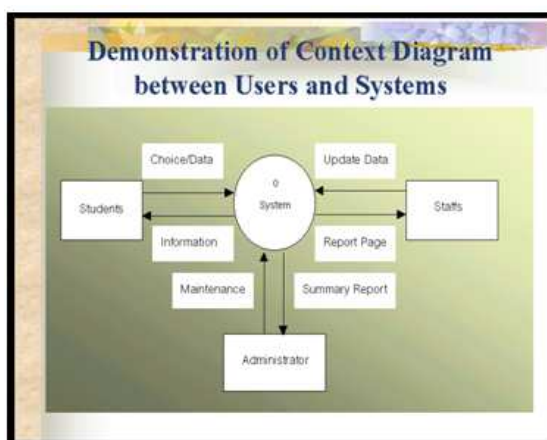 Demonstration of Context Diagram
between Users and Systems
Choice/Data
Update Data
0
System
Students
Staffs
Information
Report Page
Maintenance
Summary Report
Administrator